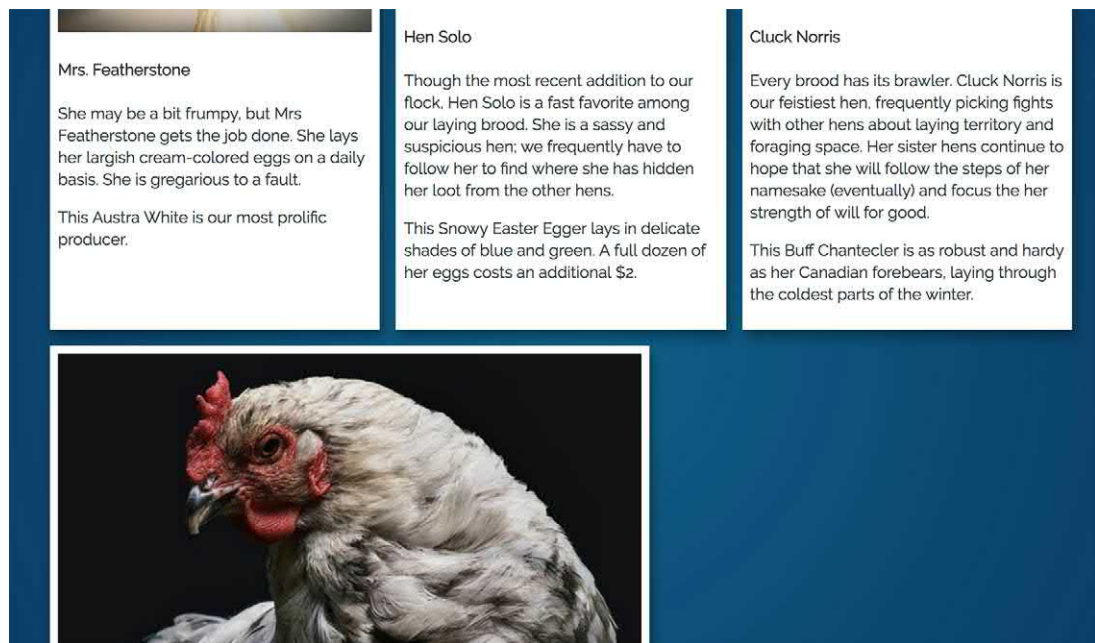 Mrs. Featherstone
She may be a bit frumpy, but Mrs
Featherstone gets the job done. She lays
her largish cream-colored eggs on a daily
basis. She is gregarious to a fault.
This Austra White is our most prolific
producer.
Hen Solo
Though the most recent addition to our
flock, Hen Solo is a fast favorite among
our laying brood. She is a sassy and
suspicious hen; we frequently have to
follow her to find where she has hidden
her loot from the other hens.
This Snowy Easter Egger lays in delicate
shades of blue and green. A full dozen of
her eggs costs an additional $2.
Cluck Norris
Every brood has its brawler. Cluck Norris is
our feistiest hen, frequently picking fights
with other hens about laying territory and
foraging space. Her sister hens continue to
hope that she will follow the steps of her
namesake (eventually) and focus the her
strength of will for good.
This Buff Chantecler is as robust and hardy
as her Canadian forebears, laying through
the coldest parts of the winter.